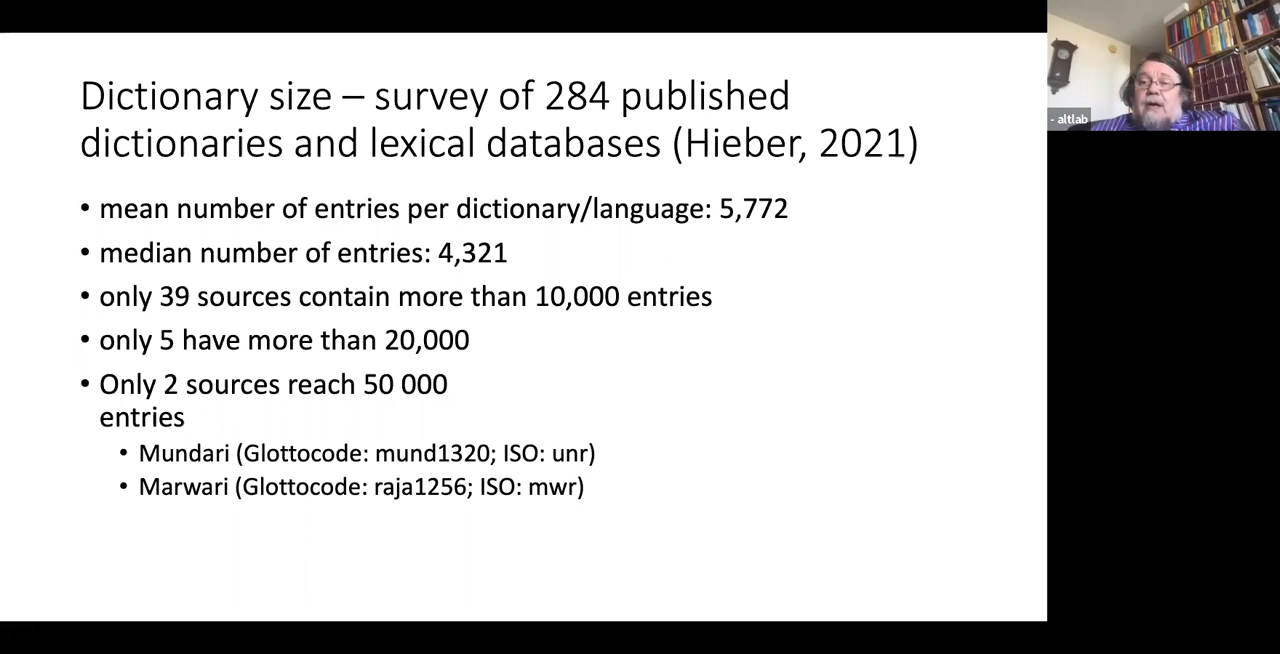 Dictionary size – survey of 284 published
dictionaries and lexical databases (Hieber, 2021)
• mean number of entries per dictionary/language: 5,772
• median number of entries: 4,321
• only 39 sources contain more than 10,000 entries
• only 5 have more than 20,000
• Only 2 sources reach 50 000
entries
• Mundari (Glottocode: mund1320; ISO: unr)
• Marwari (Glottocode: raja1256; ISO: mwr)
- altlab